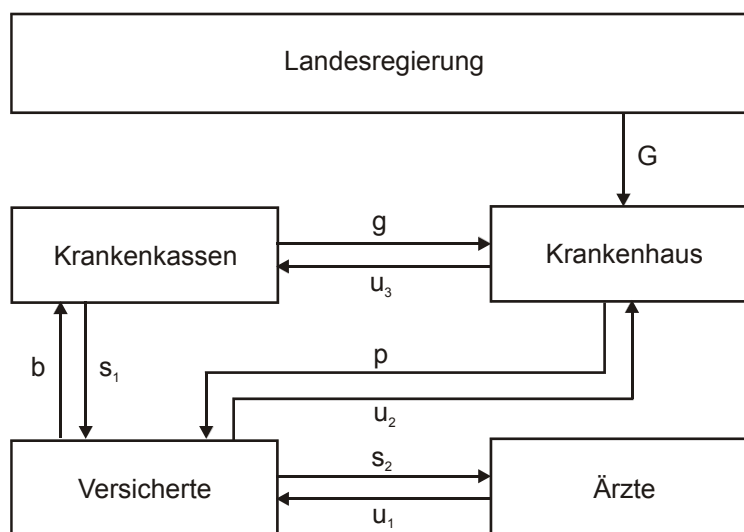 Landesregierung
G
Krankenkassen
g
u₃
Krankenhaus
b
s₁
p
u₂
Versicherte
s₂
u₁
Ärzte